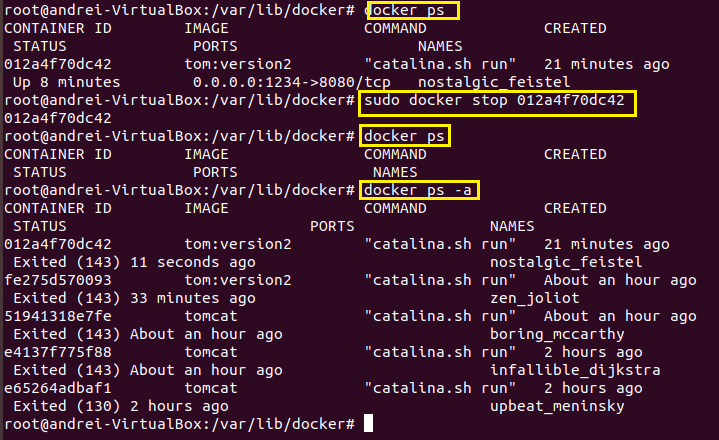 root@andrei-VirtualBox:/var/lib/docker# docker ps
CONTAINER ID        IMAGE               COMMAND             CREATED
 STATUS              PORTS                    NAMES
012a4f70dc42        tom:version2        "catalina.sh run"   21 minutes ago
 Up 8 minutes        0.0.0.0:1234->8080/tcp   nostalgic_feistel
root@andrei-VirtualBox:/var/lib/docker# sudo docker stop 012a4f70dc42
012a4f70dc42
root@andrei-VirtualBox:/var/lib/docker# docker ps
CONTAINER ID        IMAGE               COMMAND             CREATED
 STATUS              PORTS               NAMES
root@andrei-VirtualBox:/var/lib/docker# docker ps -a
CONTAINER ID        IMAGE               COMMAND             CREATED
 STATUS                           PORTS               NAMES
012a4f70dc42        tom:version2        "catalina.sh run"   21 minutes ago
 Exited (143) 11 seconds ago                          nostalgic_feistel
fe275d570093        tom:version2        "catalina.sh run"   About an hour ago
 Exited (143) 33 minutes ago                          zen_joliot
51941318e7fe        tomcat              "catalina.sh run"   About an hour ago
 Exited (143) About an hour ago                       boring_mccarthy
e4137f775f88        tomcat              "catalina.sh run"   2 hours ago
 Exited (143) About an hour ago                       infallible_dijkstra
e65264adbaf1        tomcat              "catalina.sh run"   2 hours ago
 Exited (130) 2 hours ago                             upbeat_meninsky
root@andrei-VirtualBox:/var/lib/docker#